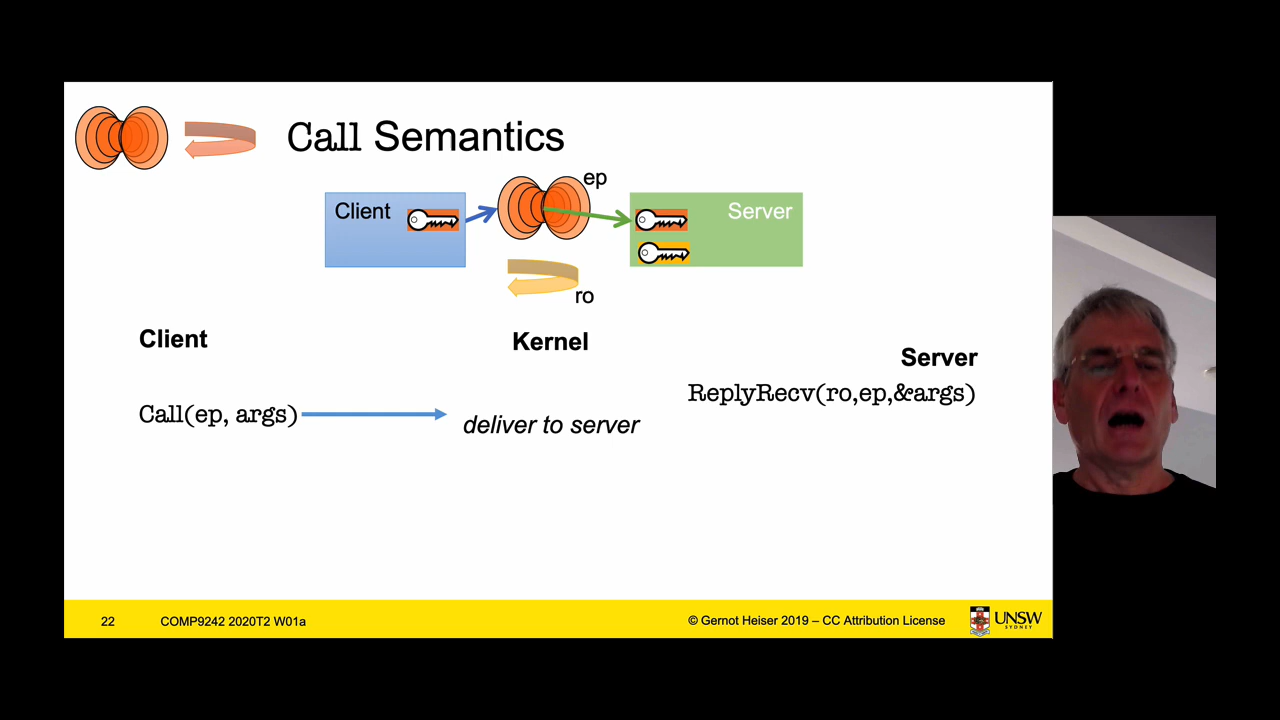 Call Semantics
ep
Client
Server
ro
Client
Kernel
Server
ReplyRecv(ro,ep,&args)
Call(ep, args)
deliver to server
22
COMP9242 2020T2 W01a
© Gernot Heiser 2019 – CC Attribution License
UNSW
SYDNEY